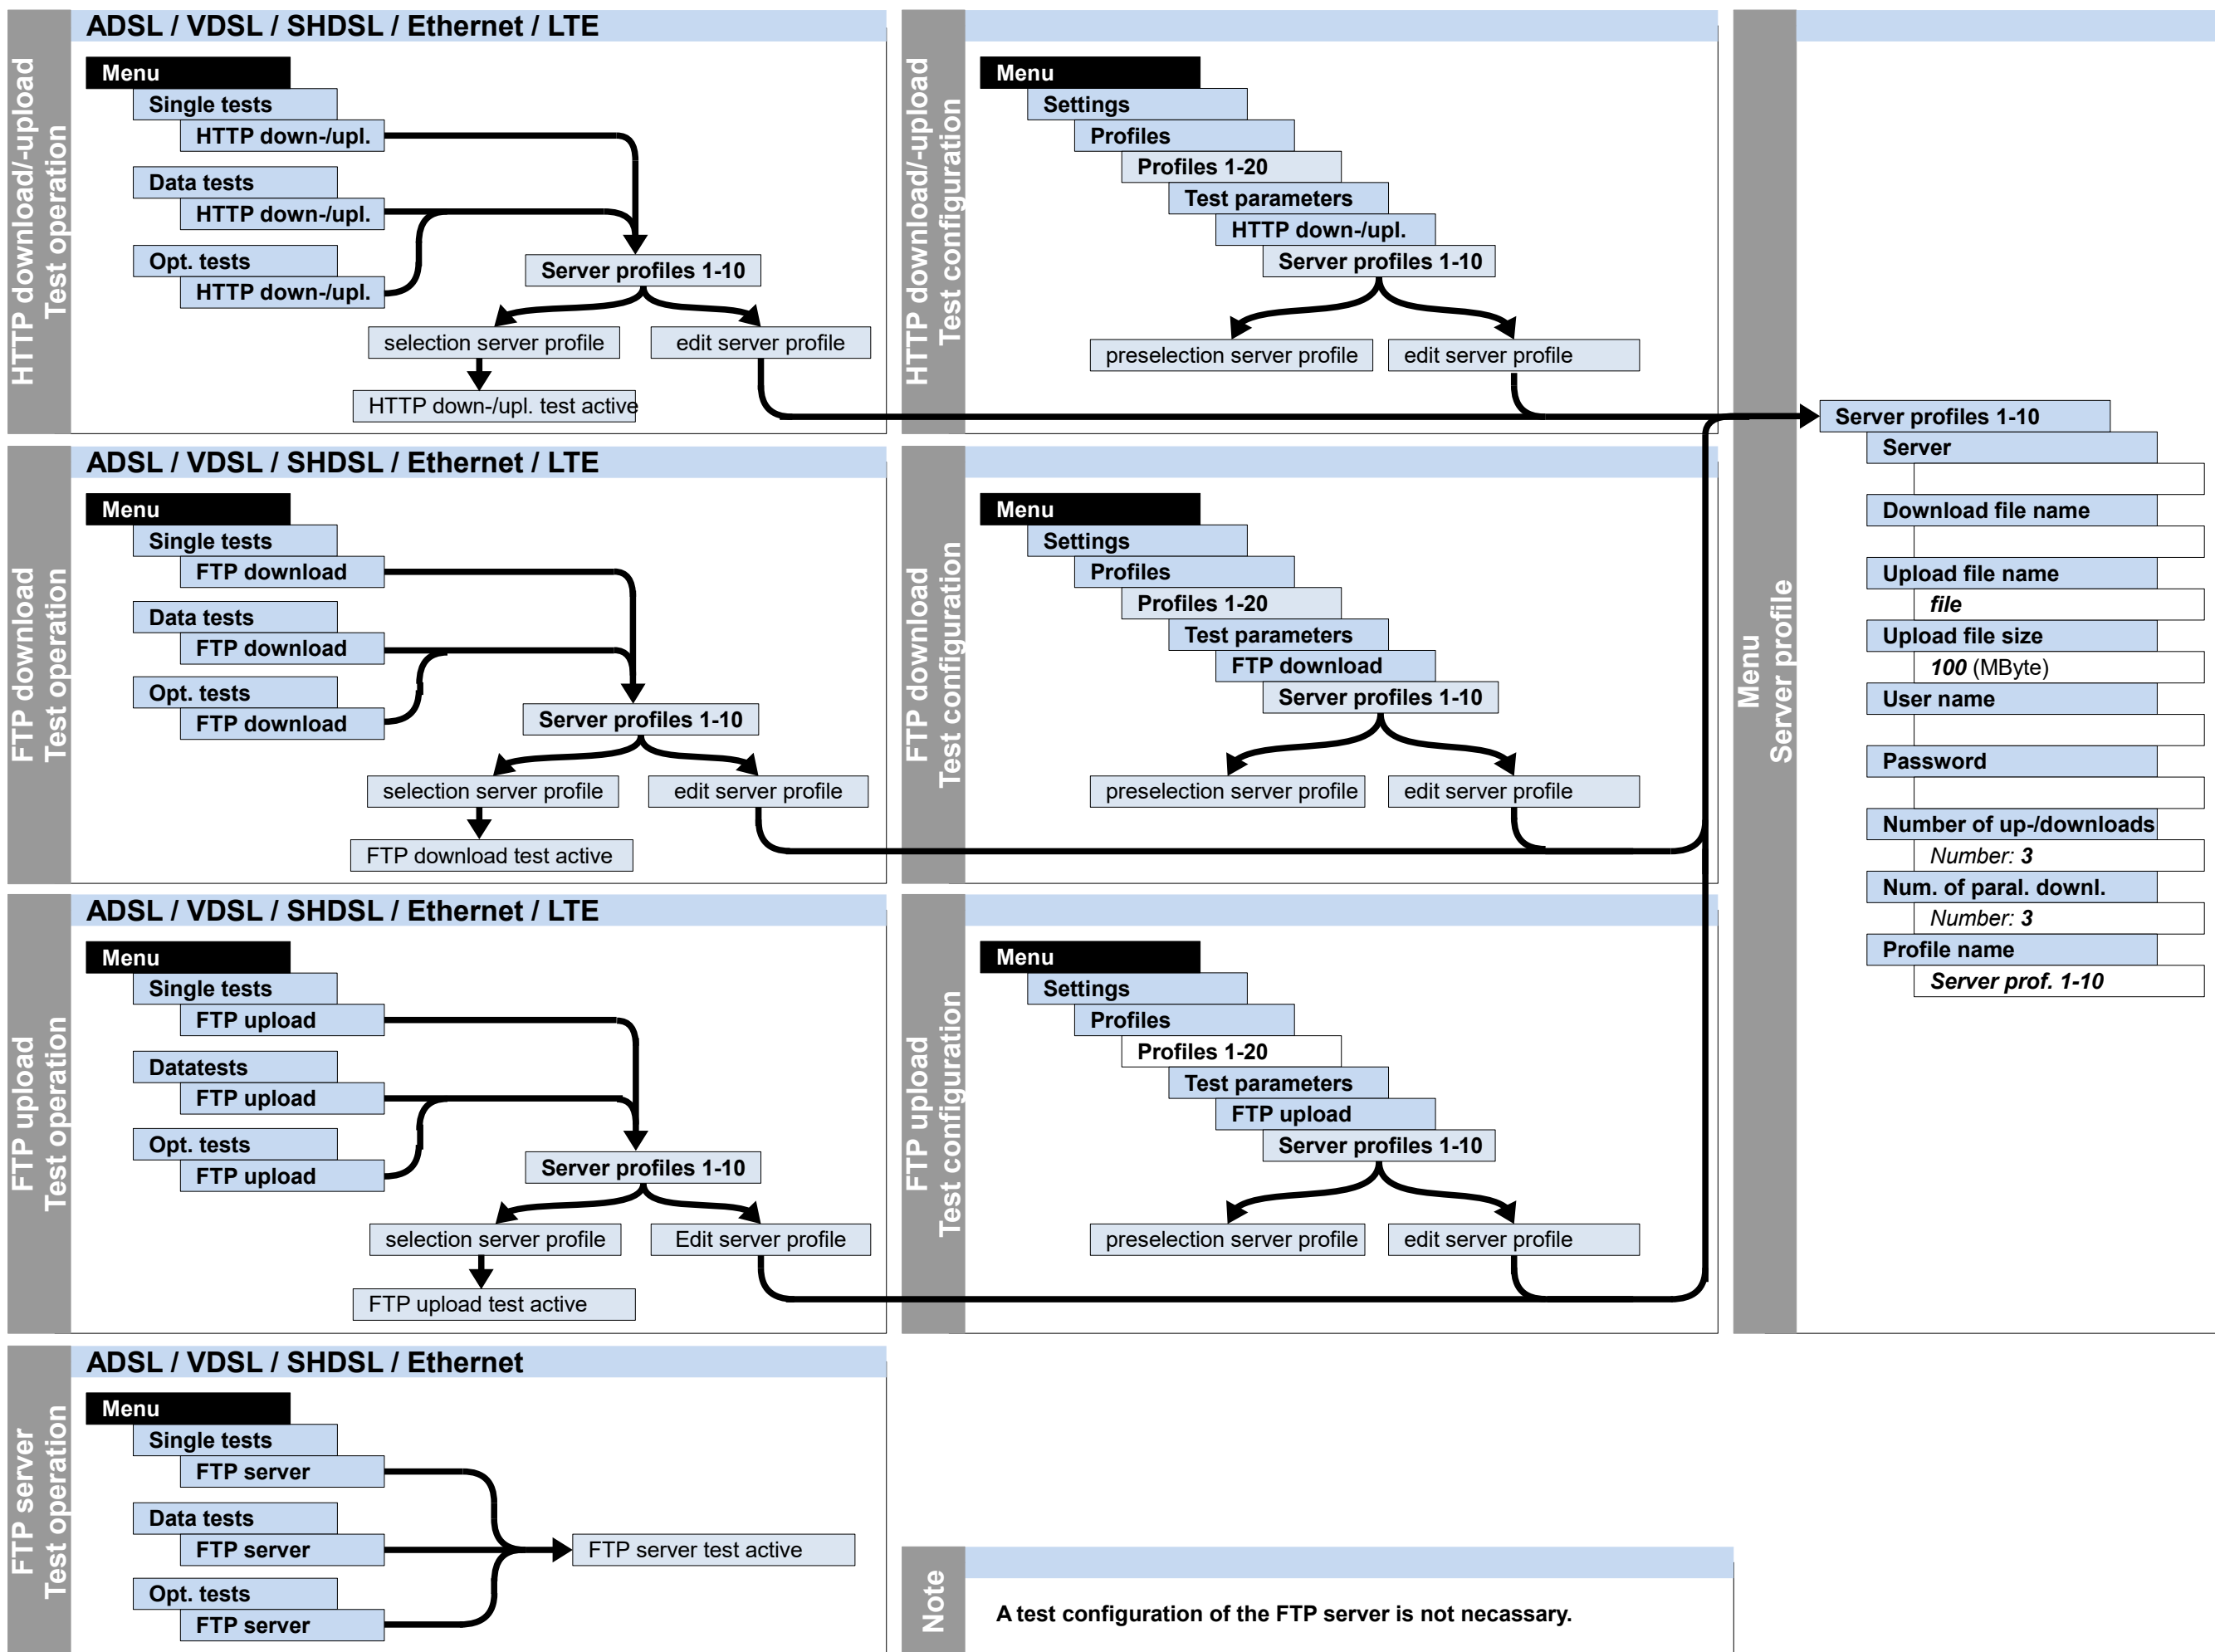 HTTP download/-upload
Test operation
ADSL / VDSL / SHDSL / Ethernet / LTE
Menu
Single tests
HTTP down-/upl.
Data tests
HTTP down-/upl.
Opt. tests
HTTP down-/upl.
Server profiles 1-10
selection server profile
edit server profile
HTTP down-/upl. test active
HTTP download/-upload
Test configuration
Menu
Settings
Profiles
Profiles 1-20
Test parameters
HTTP down-/upl.
Server profiles 1-10
preselection server profile
edit server profile
FTP download
Test operation
ADSL / VDSL / SHDSL / Ethernet / LTE
Menu
Single tests
FTP download
Data tests
FTP download
Opt. tests
FTP download
Server profiles 1-10
selection server profile
edit server profile
FTP download test active
FTP download
Test configuration
Menu
Settings
Profiles
Profiles 1-20
Test parameters
FTP download
Server profiles 1-10
preselection server profile
edit server profile
FTP upload
Test operation
ADSL / VDSL / SHDSL / Ethernet / LTE
Menu
Single tests
FTP upload
Datatests
FTP upload
Opt. tests
FTP upload
Server profiles 1-10
selection server profile
Edit server profile
FTP upload test active
FTP upload
Test configuration
Menu
Settings
Profiles
Profiles 1-20
Test parameters
FTP upload
Server profiles 1-10
preselection server profile
edit server profile
Menu
Server profile
Server profiles 1-10
Server
Download file name
Upload file name
file
Upload file size
100 (MByte)
User name
Password
Number of up-/downloads
Number: 3
Num. of paral. downl.
Number: 3
Profile name
Server prof. 1-10
FTP server
Test operation
ADSL / VDSL / SHDSL / Ethernet
Menu
Single tests
FTP server
Data tests
FTP server
Opt. tests
FTP server
FTP server test active
Note
A test configuration of the FTP server is not necassary.